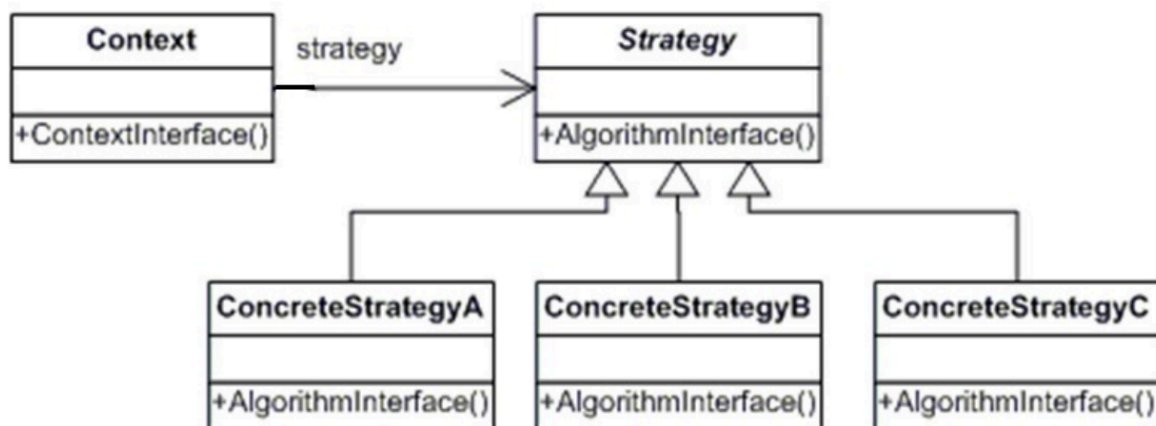 Context
strategy
Strategy
+ContextInterface()
+AlgorithmInterface()
ConcreteStrategyA
ConcreteStrategyB
ConcreteStrategyC
+AlgorithmInterface()
+AlgorithmInterface()
+AlgorithmInterface()